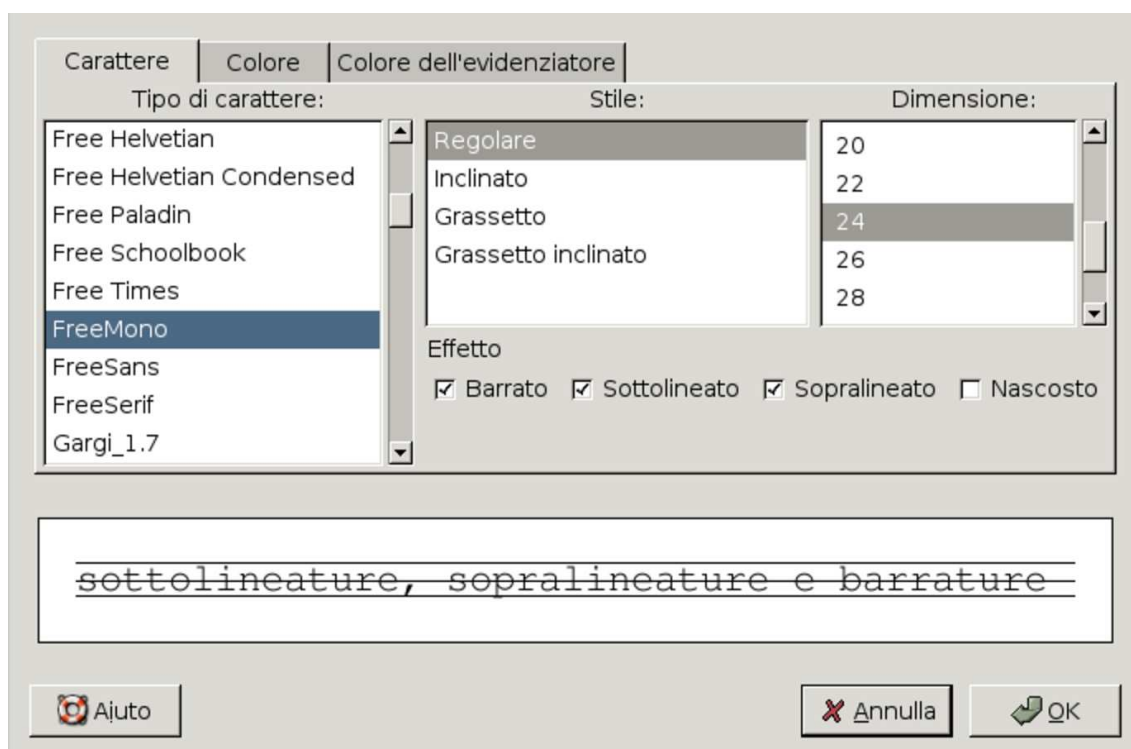 Carattere
Colore
Colore dell'evidenziatore
Tipo di carattere:
Free Helvetian
Free Helvetian Condensed
Free Paladin
Free Schoolbook
Free Times
FreeMono
FreeSans
FreeSerif
Gargi_1.7
Stile:
Regolare
Inclinato
Grassetto
Grassetto inclinato
Dimensione:
20
22
24
26
28
Effetto
Barrato
Sottolineato
Sopralineato
Nascosto
sottolineature, sopralineature e barrature
Aiuto
Annulla
OK